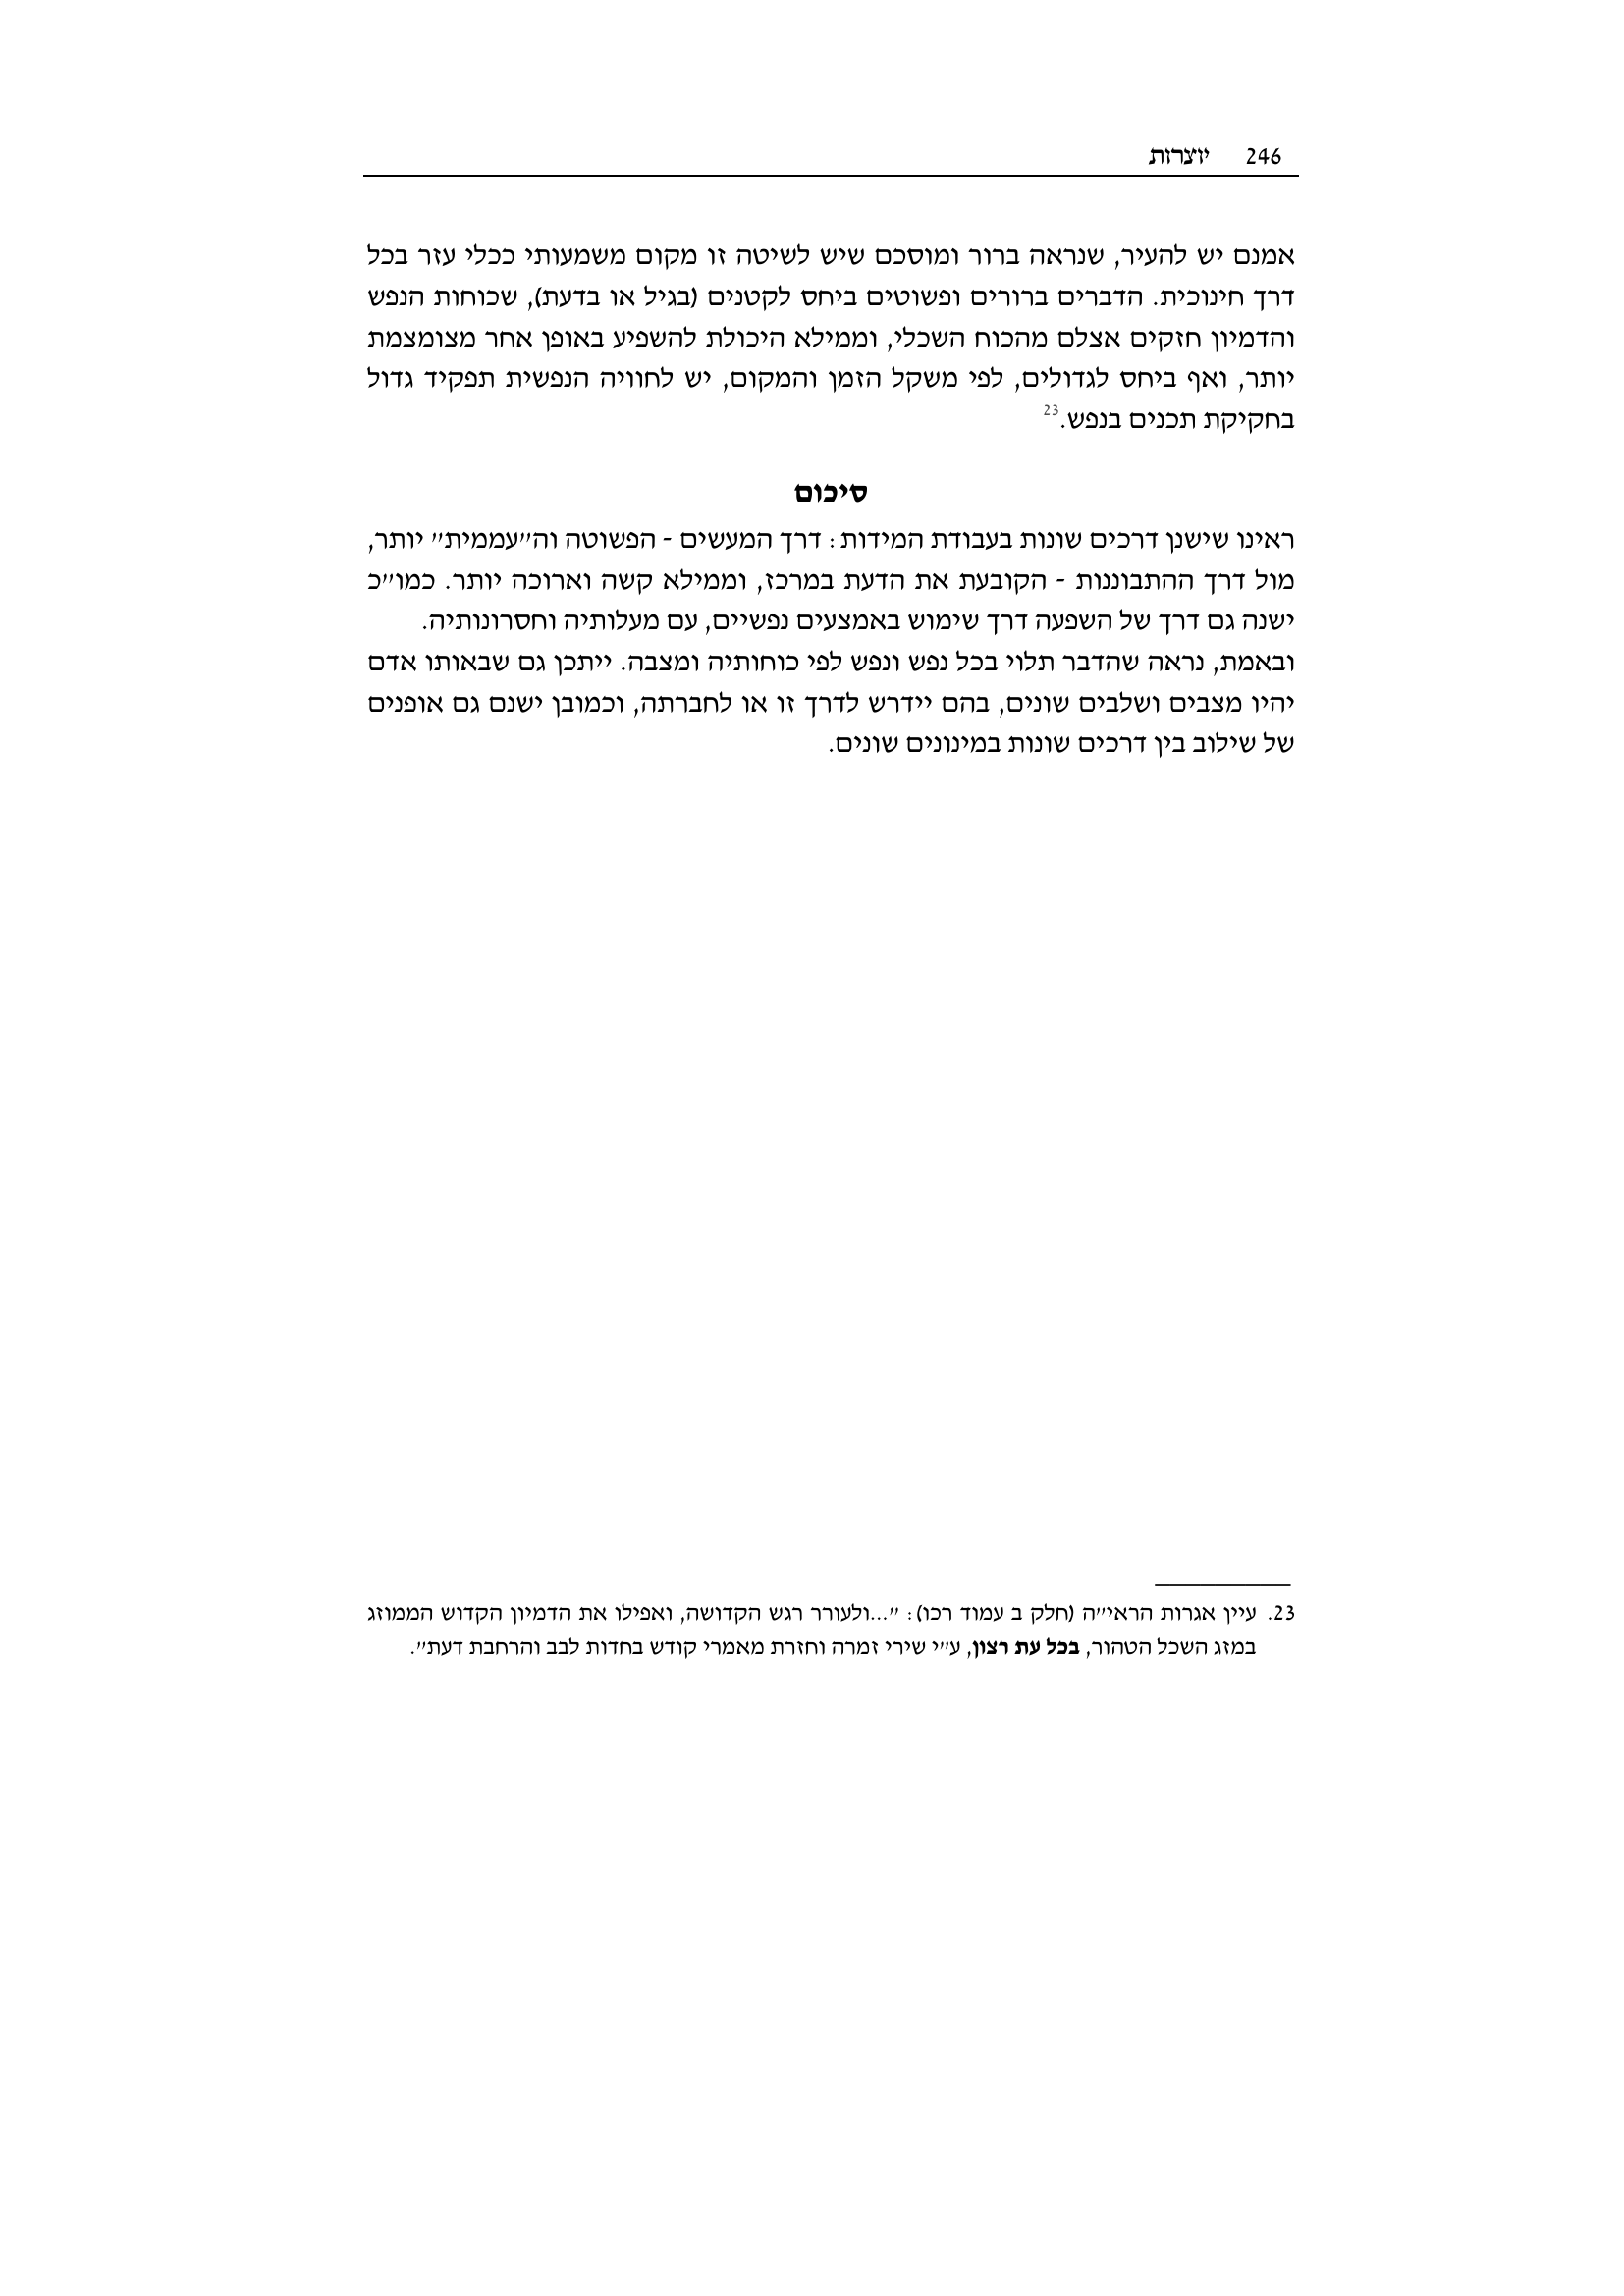 246 יוצרות
אמנם יש להעיר, שנראה ברור ומוסכם שיש לשיטה זו מקום משמעותי ככלי עזר בכל
דרך חינוכית. הדברים ברורים ופשוטים ביחס לקטנים (בגיל או בדעת), שכוחות הנפש
והדמיון חזקים אצלם מהכוח השכלי, וממילא היכולת להשפיע באופן אחר מצומצמת
יותר, ואף ביחס לגדולים, לפי משקל הזמן והמקום, יש לחוויה הנפשית תפקיד גדול
בחקיקת תכנים בנפש.23
סיכום
ראינו שישנן דרכים שונות בעבודת המידות: דרך המעשים - הפשוטה וה"עממית" יותר,
מול דרך ההתבוננות - הקובעת את הדעת במרכז, וממילא קשה וארוכה יותר. כמו"כ
ישנה גם דרך של השפעה דרך שימוש באמצעים נפשיים, עם מעלותיה וחסרונותיה.
ובאמת, נראה שהדבר תלוי בכל נפש ונפש לפי כוחותיה ומצבה. ייתכן גם שבאותו אדם
יהיו מצבים ושלבים שונים, בהם יידרש לדרך זו או לחברתה, וכמובן ישנם גם אופנים
של שילוב בין דרכים שונות במינונים שונים.
23. עיין אגרות הראי"ה (חלק ב עמוד רכו): "...ולעורר רגש הקדושה, ואפילו את הדמיון הקדוש הממוזג
במזג השכל הטהור, בכל עת רצון, ע"י שירי זמרה וחזרת מאמרי קודש בחדות לבב והרחבת דעת".